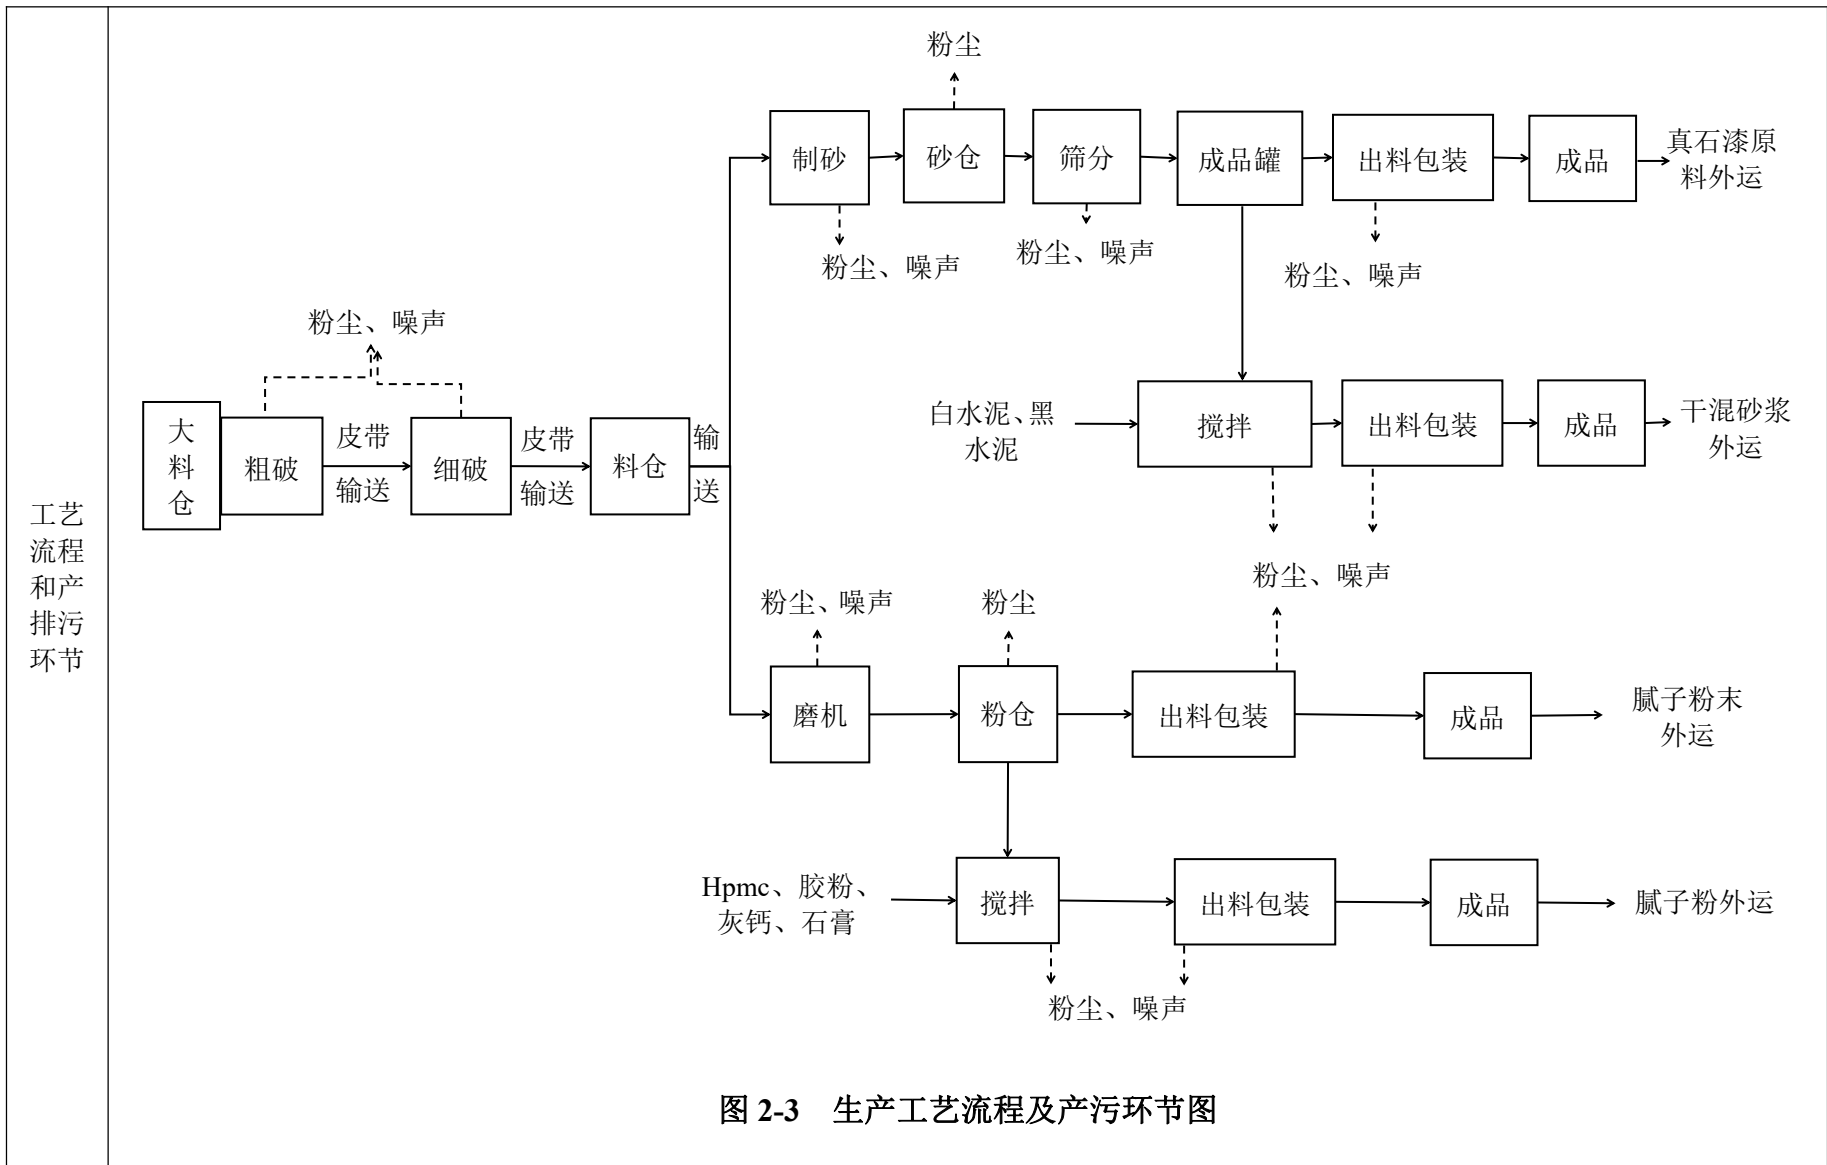 工艺
流程
和产
排污
环节
粉尘
制砂
砂仓
筛分
成品罐
出料包装
成品
真石漆原
料外运
粉尘、噪声
粉尘、噪声
粉尘、噪声
粉尘、噪声
大
料
仓
粗破
皮带
输送
细破
皮带
输送
料仓
输
送
白水泥、黑
水泥
搅拌
出料包装
成品
干混砂浆
外运
粉尘、噪声
粉尘、噪声
粉尘
磨机
粉仓
出料包装
成品
腻子粉末
外运
Hpmc、胶粉、
灰钙、石膏
搅拌
出料包装
成品
腻子粉外运
粉尘、噪声
图 2-3 生产工艺流程及产污环节图